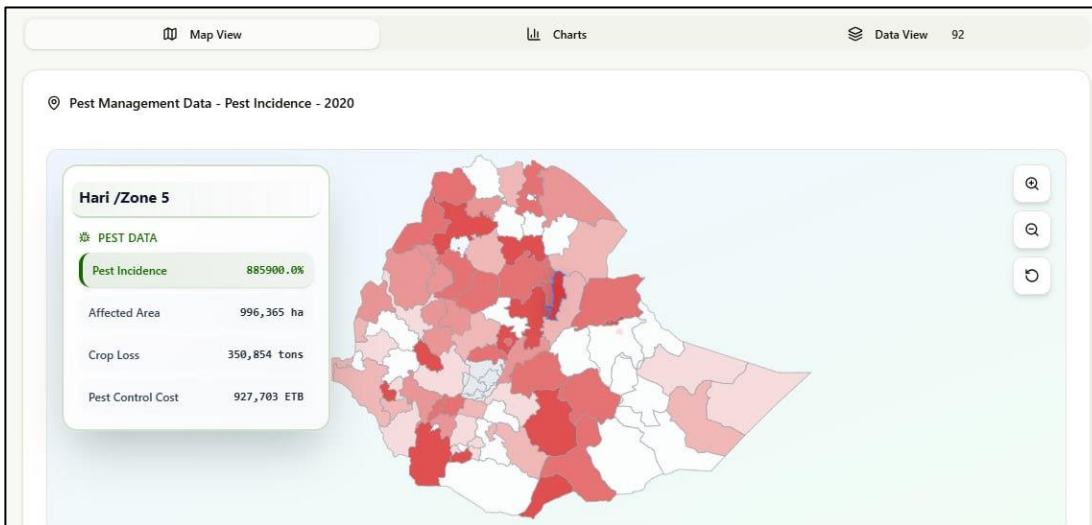 Map View
Charts
Data View 92
Pest Management Data - Pest Incidence - 2020
Hari /Zone 5
PEST DATA
Pest Incidence 885900.0%
Affected Area 996,365 ha
Crop Loss 350,854 tons
Pest Control Cost 927,703 ETB